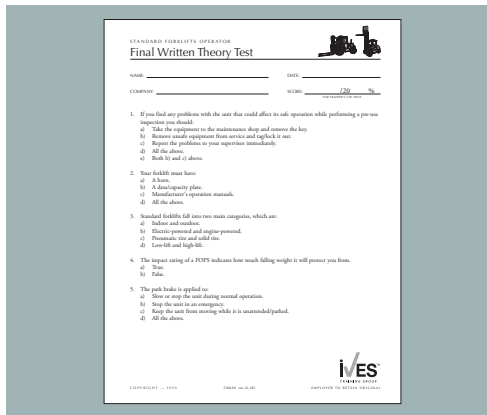 STANDARD FORKLIFTS OPERATOR
Final Written Theory Test
NAME: DATE:
COMPANY: SCORE: /20 %
1. If you find any problems with the unit that could affect its safe operation while performing a pre-use
inspection you should:
a) Take the equipment to the maintenance shop and remove the key.
b) Remove unsafe equipment from service and tag/lock it out.
c) Report the problems to your supervisor immediately.
d) All the above.
e) Both b) and c) above.
2. Your forklift must have:
a) A horn.
b) A data/capacity plate.
c) Manufacturer's operation manuals.
d) All the above.
3. Standard forklifts fall into two main categories, which are:
a) Indoor and outdoor.
b) Electric-powered and engine-powered.
c) Pneumatic tire and solid tire.
d) Low-lift and high-lift.
4. The impact rating of a FOPS indicates how much falling weight it will protect you from.
a) True.
b) False.
5. The park brake is applied to:
a) Slow or stop the unit during normal operation.
b) Stop the unit in an emergency.
c) Keep the unit from moving while it is unattended/parked.
d) All the above.
IVES
TRAINING GROUP
COPYRIGHT — 1996 EMPLOYER TO RETAIN ORIGINAL